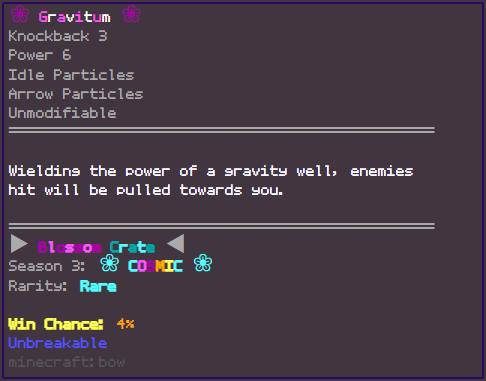 ❀ Gravitum ❀
Knockback 3
Power 6
Idle Particles
Arrow Particles
Unmodifiable
Wielding the power of a gravity well, enemies
hit will be pulled towards you.
▶ Blossom Crate ◀
Season 3: ❀ COSMIC ❀
Rarity: Rare
Win Chance: 4%
Unbreakable
minecraft:bow